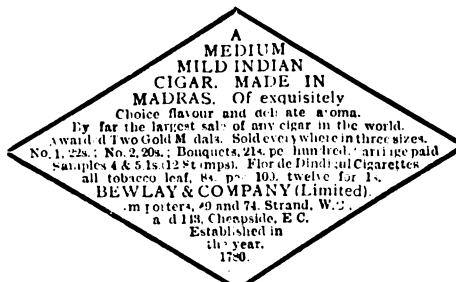 A
MEDIUM
MILD INDIAN
CIGAR. MADE IN
MADRAS. Of exquisitely
Choice flavour and deli ate aroma.
By far the largest sale of any cigar in the world.
Awarded Two Gold M dals. Sold everywhere in three sizes.
No. 1, 22s.; No. 2, 20s.; Bouquets, 21s. per hundred. Carriage paid
Samples 4 & 5 1s. (12 Stamps). Flor de Dindigul Cigarettes
all tobacco leaf, 8s. per 100, twelve for 1s.
BEWLAY & COMPANY (Limited).
Importers, 49 and 74, Strand, W.C.
a d 143, Cheapside, E C.
Established in
the year.
1780.